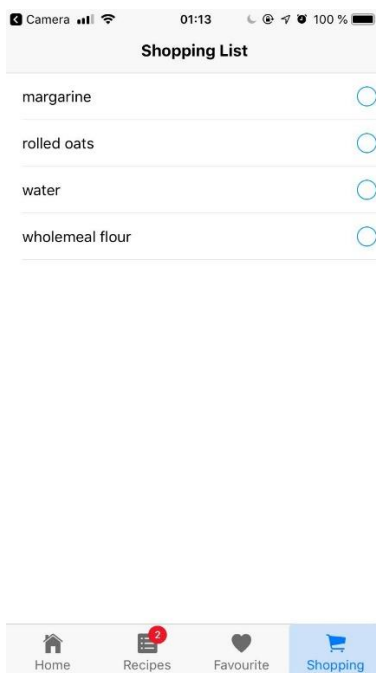 Camera 01:13 100 %
Shopping List
margarine
rolled oats
water
wholemeal flour
2
Home Recipes Favourite Shopping